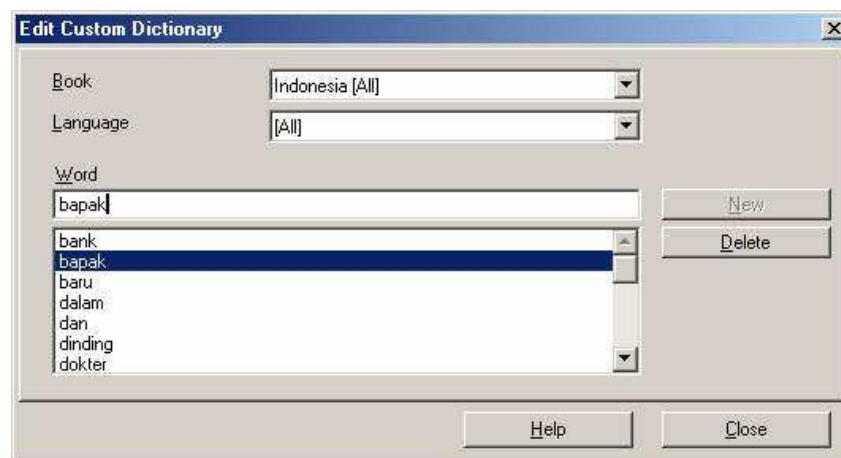 Edit Custom Dictionary
Book
Indonesia [All]
Language
[All]
Word
bapak
New
bank
Delete
bapak
baru
dalam
dan
dinding
dokter
Help
Close